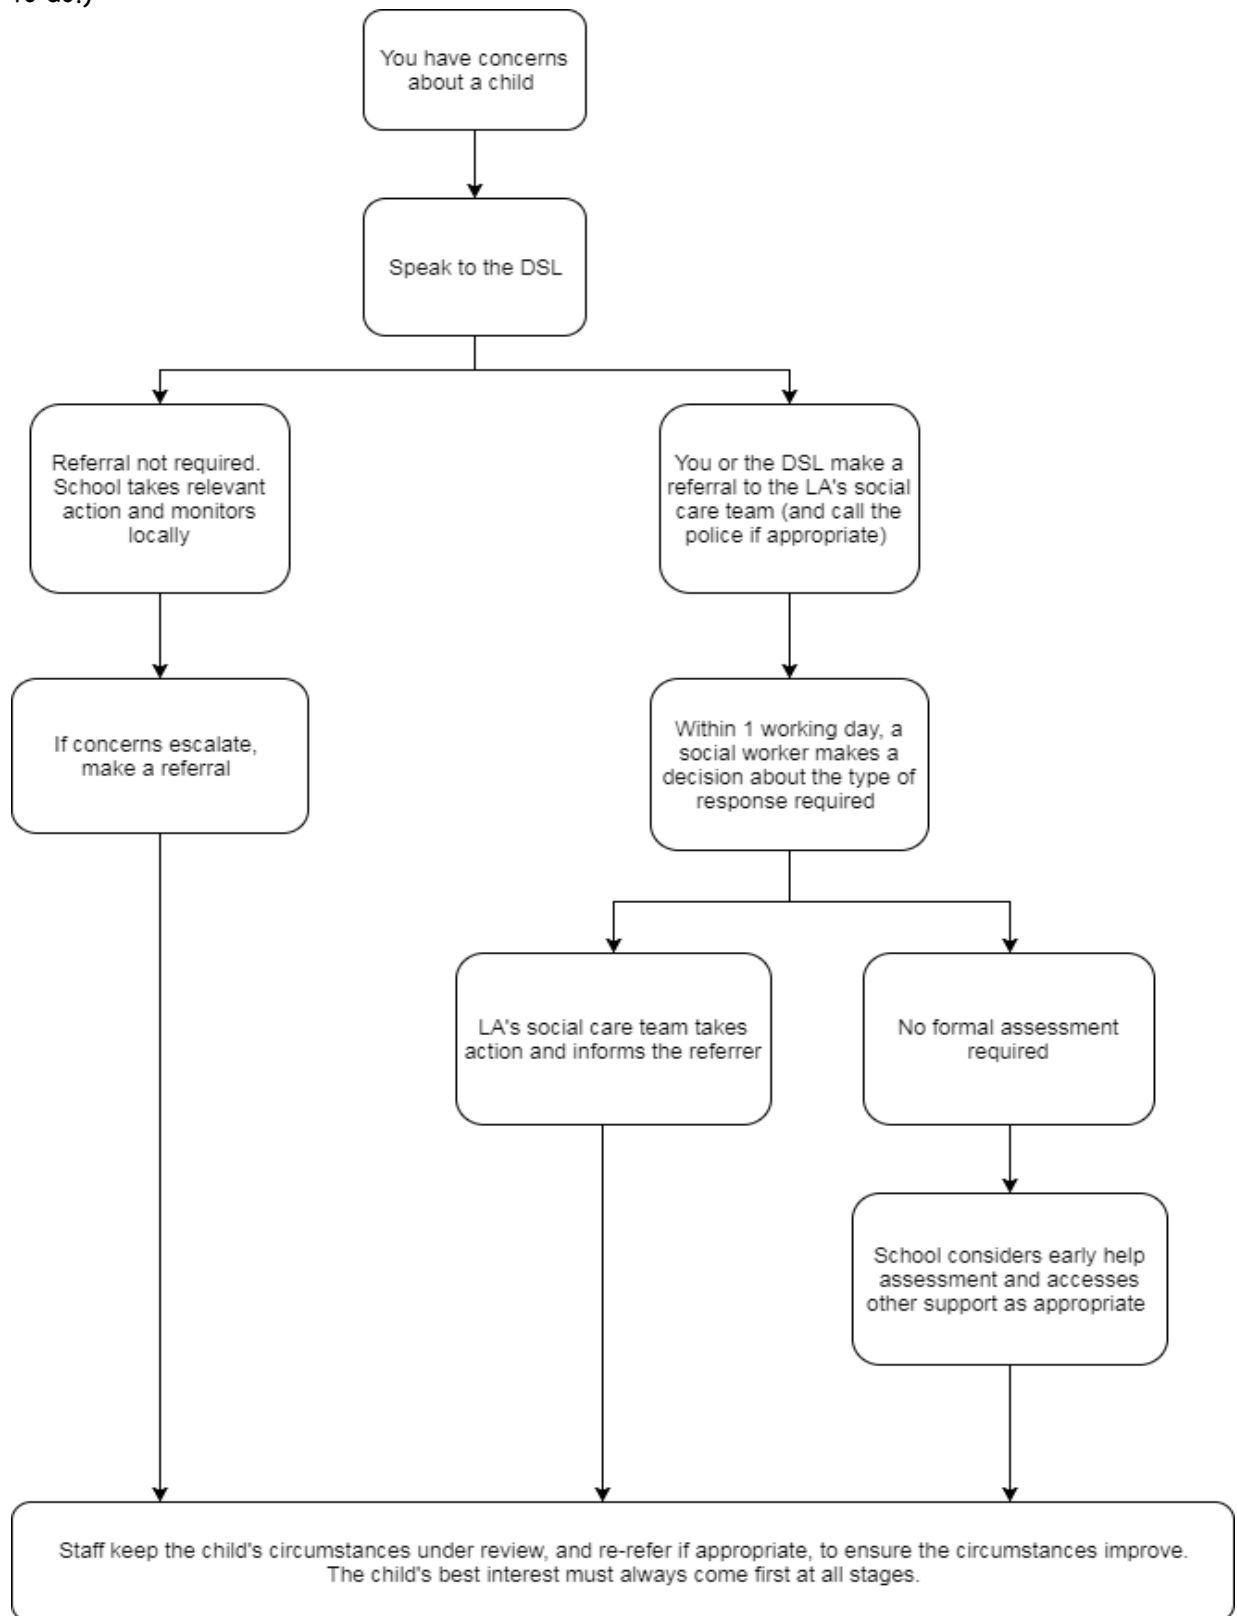 You have concerns
about a child
Speak to the DSL
Referral not required.
School takes relevant
action and monitors
locally
You or the DSL make a
referral to the LA's social
care team (and call the
police if appropriate)
If concerns escalate,
make a referral
Within 1 working day, a
social worker makes a
decision about the type of
response required
LA's social care team takes
action and informs the referrer
No formal assessment
required
School considers early help
assessment and accesses
other support as appropriate
Staff keep the child's circumstances under review, and re-refer if appropriate, to ensure the circumstances improve.
The child's best interest must always come first at all stages.